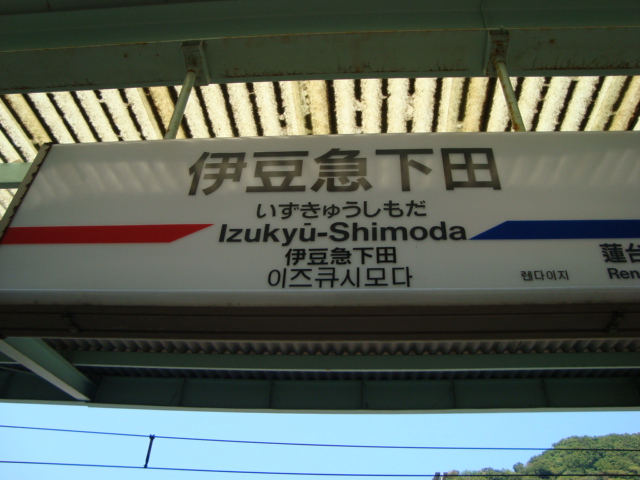 伊豆急下田
いずきゅうしもだ
Izukyū-Shimoda
伊豆急下田
이즈큐시모다
렌다이지
蓮台
Ren